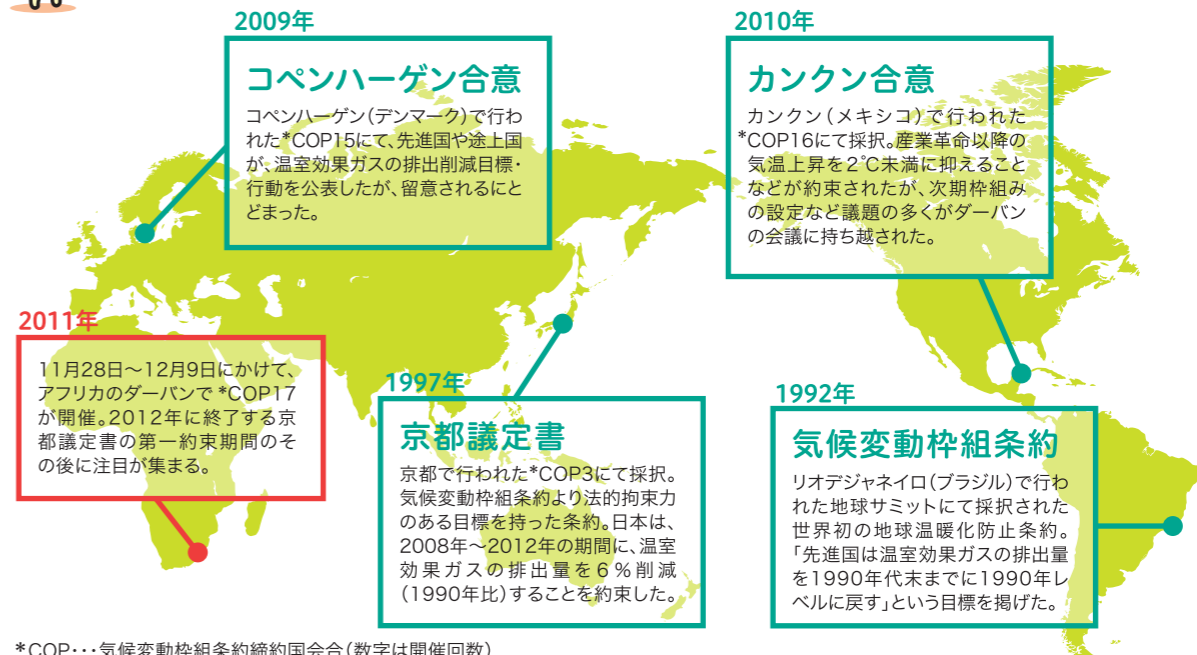 2009年
コペンハーゲン合意
コペンハーゲン(デンマーク)で行わ
れた*COP15にて、先進国や途上国
が、温室効果ガスの排出削減目標・
行動を公表したが、留意されるにと
どまった。
2010年
カンクン合意
カンクン(メキシコ)で行われた
*COP16にて採択。産業革命以降の
気温上昇を2℃未満に抑えること
などが約束されたが、次期枠組み
の設定など議題の多くがダーバン
の会議に持ち越された。
2011年
11月28日〜12月9日にかけて、
アフリカのダーバンで*COP17
が開催。2012年に終了する京
都議定書の第一約束期間のそ
の後に注目が集まる。
1997年
京都議定書
京都で行われた*COP3にて採択。
気候変動枠組条約より法的拘束力
のある目標を持った条約。日本は、
2008年〜2012年の期間に、温室
効果ガスの排出量を6%削減
(1990年比)することを約束した。
1992年
気候変動枠組条約
リオデジャネイロ(ブラジル)で行わ
れた地球サミットにて採択された
世界初の地球温暖化防止条約。
「先進国は温室効果ガスの排出量
を1990年代末までに1990年レ
ベルに戻す」という目標を掲げた。
*COP・・・気候変動枠組条約締約国会合(数字は開催回数)